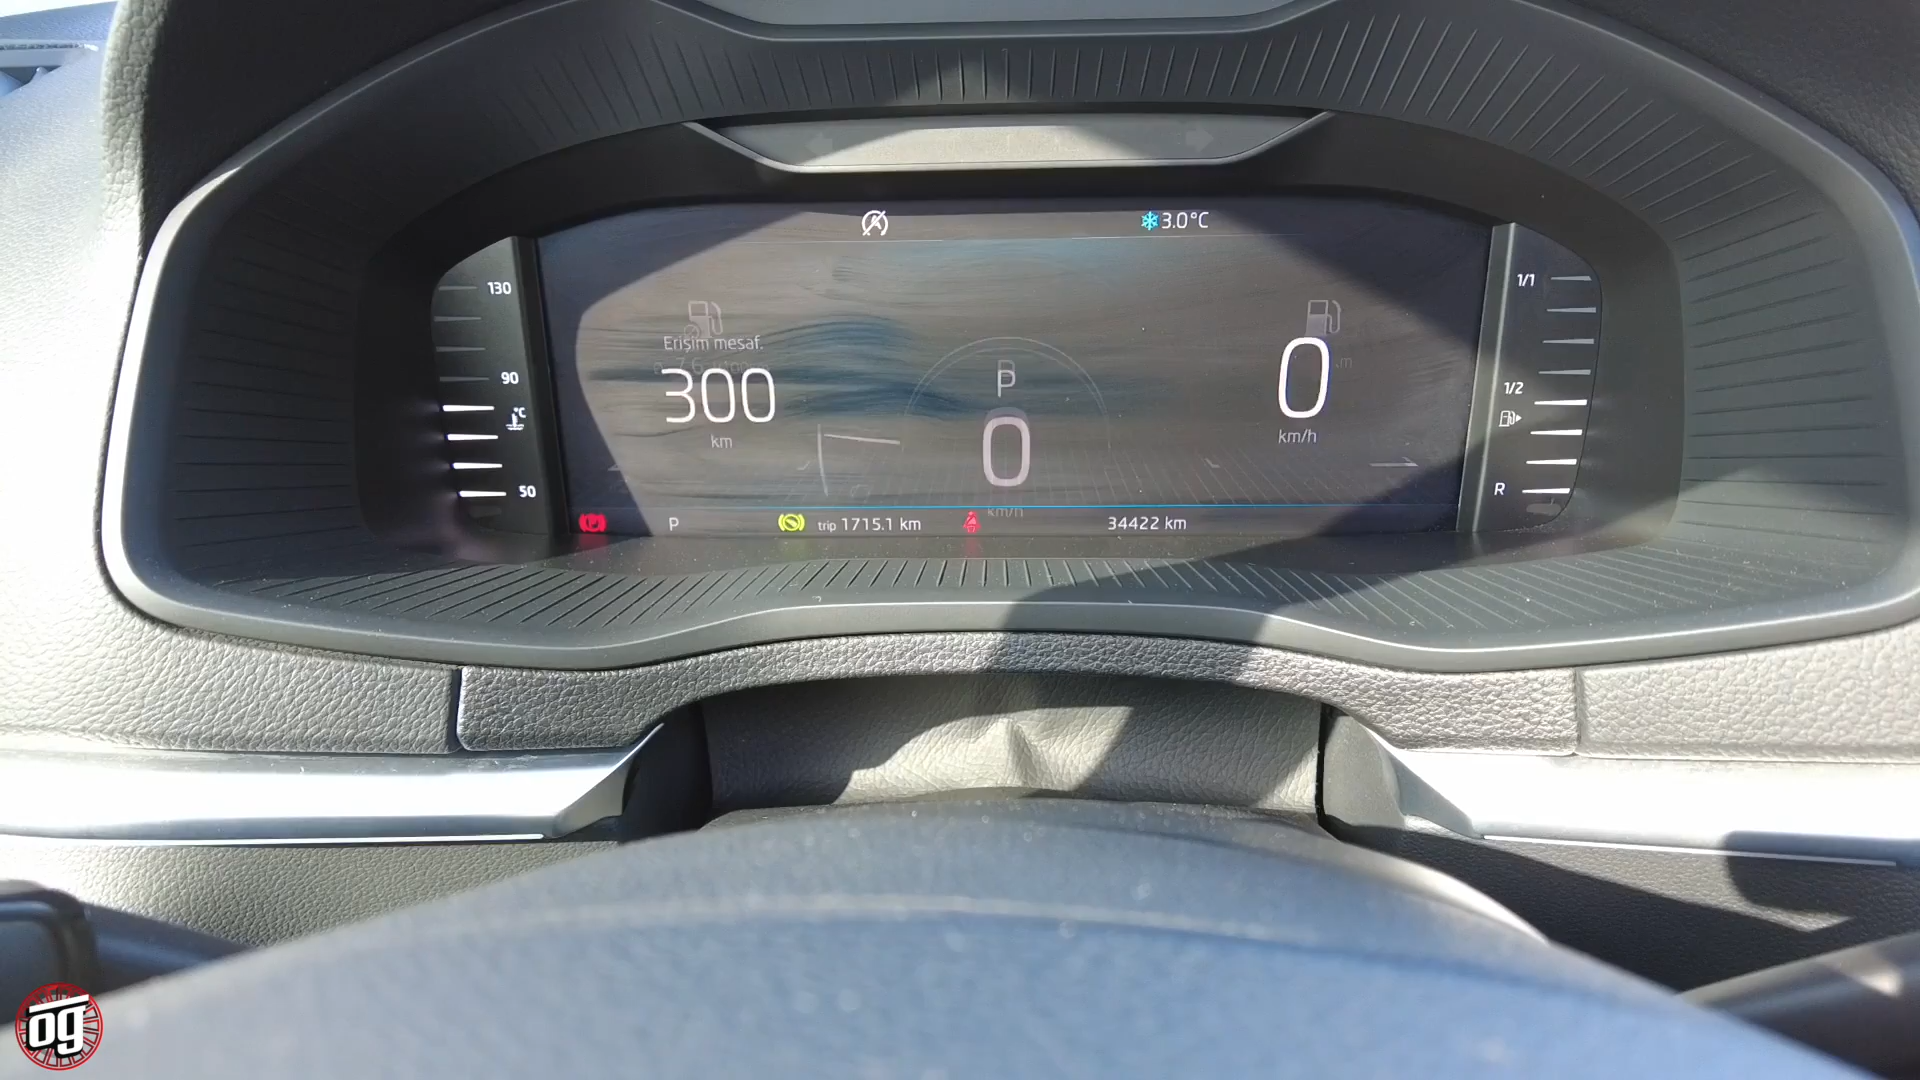 3.0°C
130
90
°C
50
Erişim mesaf.
300
km
P
0
km/h
0
km/h
1/1
1/2
R
P
trip 1715.1 km
34422 km
ōg